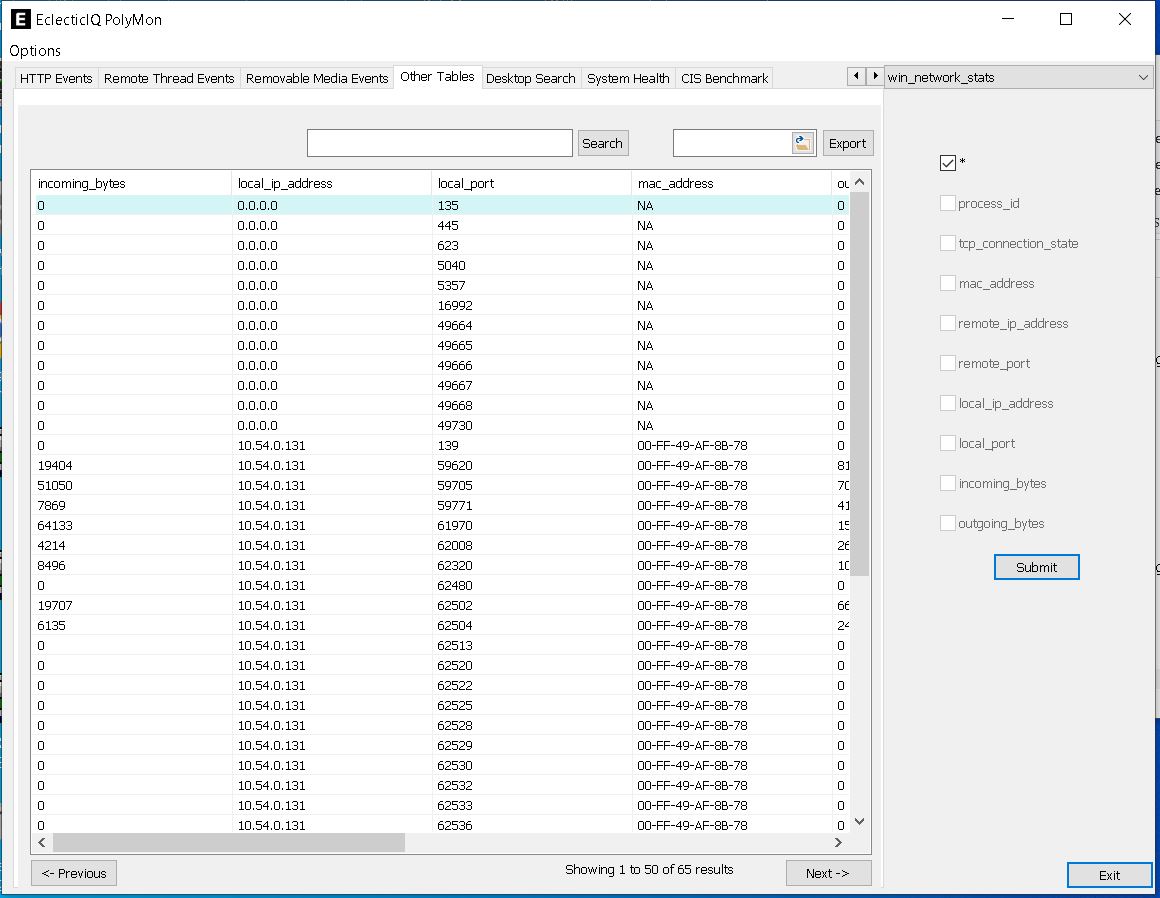 E EclecticIQ PolyMon
Options
HTTP Events Remote Thread Events Removable Media Events Other Tables Desktop Search System Health CIS Benchmark win_network_stats
Search Export
incoming_bytes local_ip_address local_port mac_address ou
0 0.0.0.0 135 NA 0
0 0.0.0.0 445 NA 0
0 0.0.0.0 623 NA 0
0 0.0.0.0 5040 NA 0
0 0.0.0.0 5357 NA 0
0 0.0.0.0 16992 NA 0
0 0.0.0.0 49664 NA 0
0 0.0.0.0 49665 NA 0
0 0.0.0.0 49666 NA 0
0 0.0.0.0 49667 NA 0
0 0.0.0.0 49668 NA 0
0 0.0.0.0 49730 NA 0
0 10.54.0.131 139 00-FF-49-AF-8B-78 0
19404 10.54.0.131 59620 00-FF-49-AF-8B-78 81
51050 10.54.0.131 59705 00-FF-49-AF-8B-78 70
7869 10.54.0.131 59771 00-FF-49-AF-8B-78 41
64133 10.54.0.131 61970 00-FF-49-AF-8B-78 15
4214 10.54.0.131 62008 00-FF-49-AF-8B-78 26
8496 10.54.0.131 62320 00-FF-49-AF-8B-78 10
0 10.54.0.131 62480 00-FF-49-AF-8B-78 0
19707 10.54.0.131 62502 00-FF-49-AF-8B-78 66
6135 10.54.0.131 62504 00-FF-49-AF-8B-78 24
0 10.54.0.131 62513 00-FF-49-AF-8B-78 0
0 10.54.0.131 62520 00-FF-49-AF-8B-78 0
0 10.54.0.131 62522 00-FF-49-AF-8B-78 0
0 10.54.0.131 62525 00-FF-49-AF-8B-78 0
0 10.54.0.131 62528 00-FF-49-AF-8B-78 0
0 10.54.0.131 62529 00-FF-49-AF-8B-78 0
0 10.54.0.131 62530 00-FF-49-AF-8B-78 0
0 10.54.0.131 62532 00-FF-49-AF-8B-78 0
0 10.54.0.131 62533 00-FF-49-AF-8B-78 0
0 10.54.0.131 62536 00-FF-49-AF-8B-78 0
<- Previous Showing 1 to 50 of 65 results Next ->
*
process_id
tcp_connection_state
mac_address
remote_ip_address
remote_port
local_ip_address
local_port
incoming_bytes
outgoing_bytes
Submit
Exit